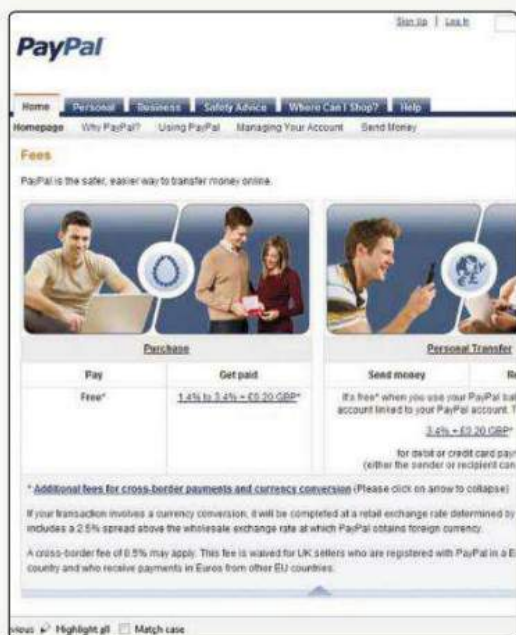 Sign Up | Log In
PayPal
Home Personal Business Safety Advice Where Can I Shop? Help
Homepage Why PayPal? Using PayPal Managing Your Account Send Money
Fees
PayPal is the safer, easier way to transfer money online.
Purchase
Personal Transfer
Pay Get paid Send money
Free* 1.4% to 3.4% + £0.20 GBP* It's free* when you use your PayPal
account linked to your PayPal account.
3.4% + £0.20 GBP*
for debit or credit card
(either the sender or recipient can
* Additional fees for cross-border payments and currency conversion (Please click on arrow to collapse)
If your transaction involves a currency conversion, it will be completed at a retail exchange rate determined by
includes a 2.5% spread above the wholesale exchange rate at which PayPal obtains foreign currency.
A cross-border fee of 0.5% may apply. This fee is waived for UK sellers who are registered with PayPal in a
country and who receive payments in Euros from other EU countries.
Highlight all Match case